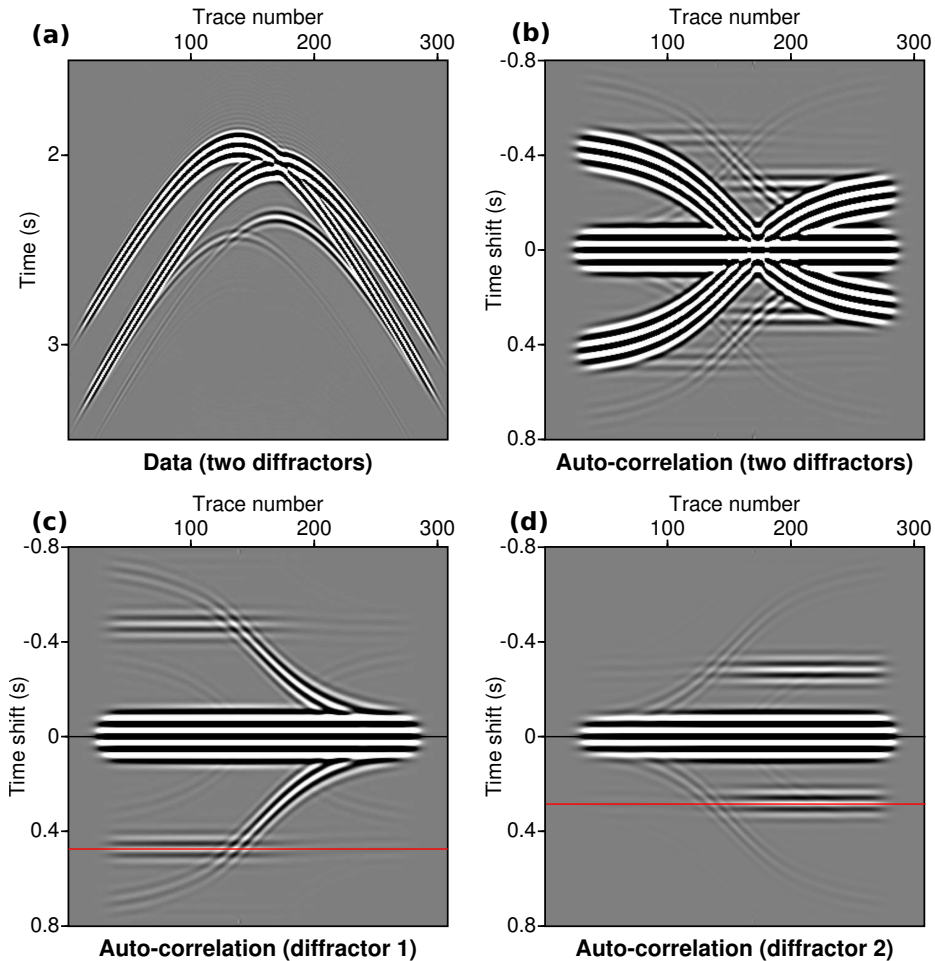 Trace number
Trace number
(a)
(b)
100 200 300
100 200 300
Time (s)
2
3
Time shift (s)
-0.8
-0.4
0
0.4
0.8
Data (two diffractors)
Auto-correlation (two diffractors)
Trace number
Trace number
(c)
(d)
100 200 300
100 200 300
Time shift (s)
-0.8
-0.4
0
0.4
0.8
Time shift (s)
-0.8
-0.4
0
0.4
0.8
Auto-correlation (diffractor 1)
Auto-correlation (diffractor 2)